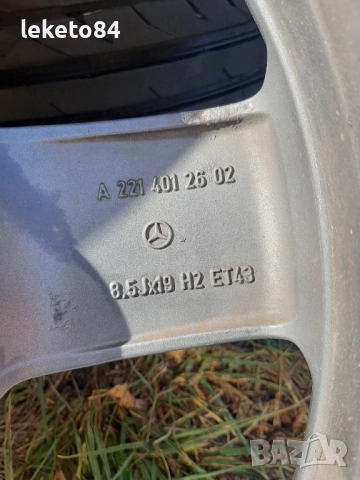 leketo84
A 221 401 26 02
8.5Jx19 H2 ET43
BAZAR